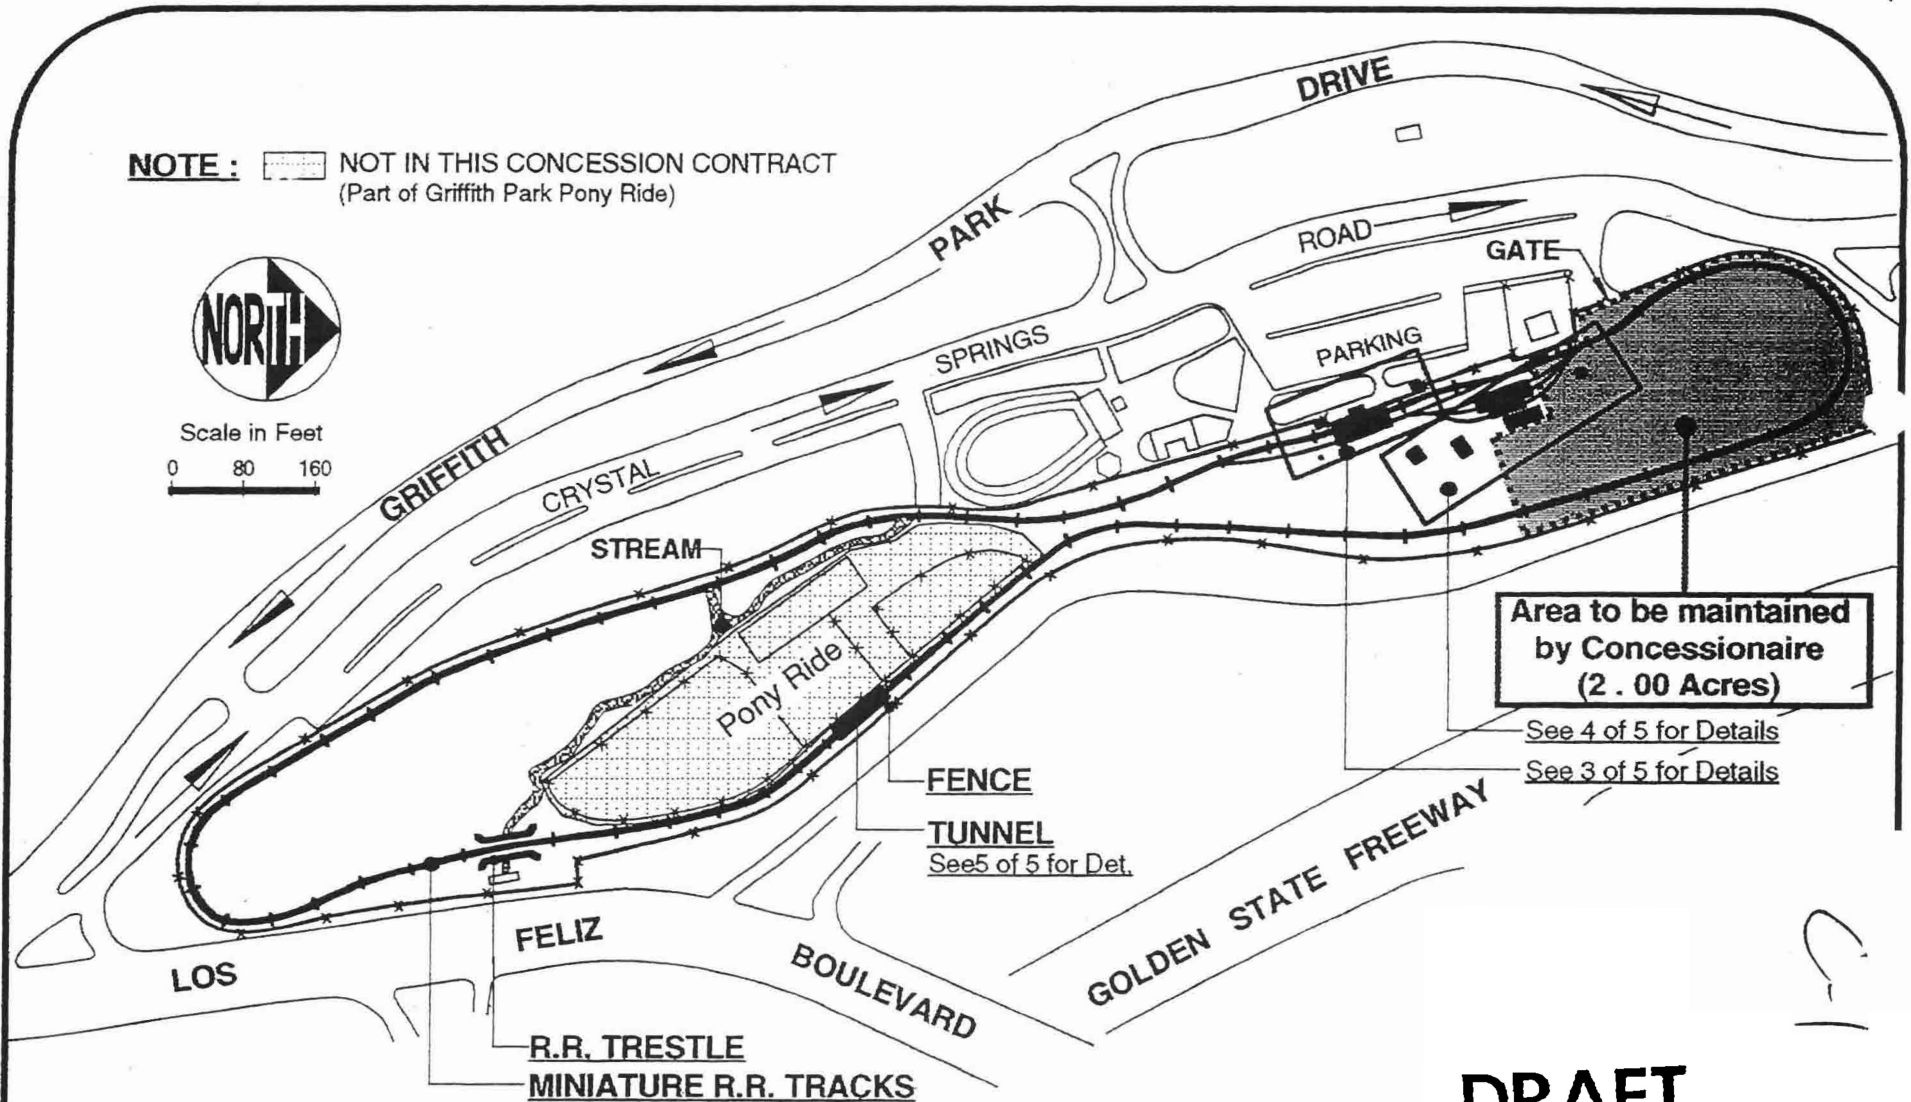 DRIVE
NOTE : NOT IN THIS CONCESSION CONTRACT
(Part of Griffith Park Pony Ride)
PARK
ROAD
GATE
NORTH
SPRINGS
PARKING
Scale in Feet
0 80 160
GRIFFITH
CRYSTAL
STREAM
Area to be maintained
by Concessionaire
(2 . 00 Acres)
Pony Ride
See 4 of 5 for Details
See 3 of 5 for Details
FENCE
TUNNEL
See5 of 5 for Det.
GOLDEN STATE FREEWAY
LOS FELIZ BOULEVARD
R.R. TRESTLE
MINIATURE R.R. TRACKS
DRAFT